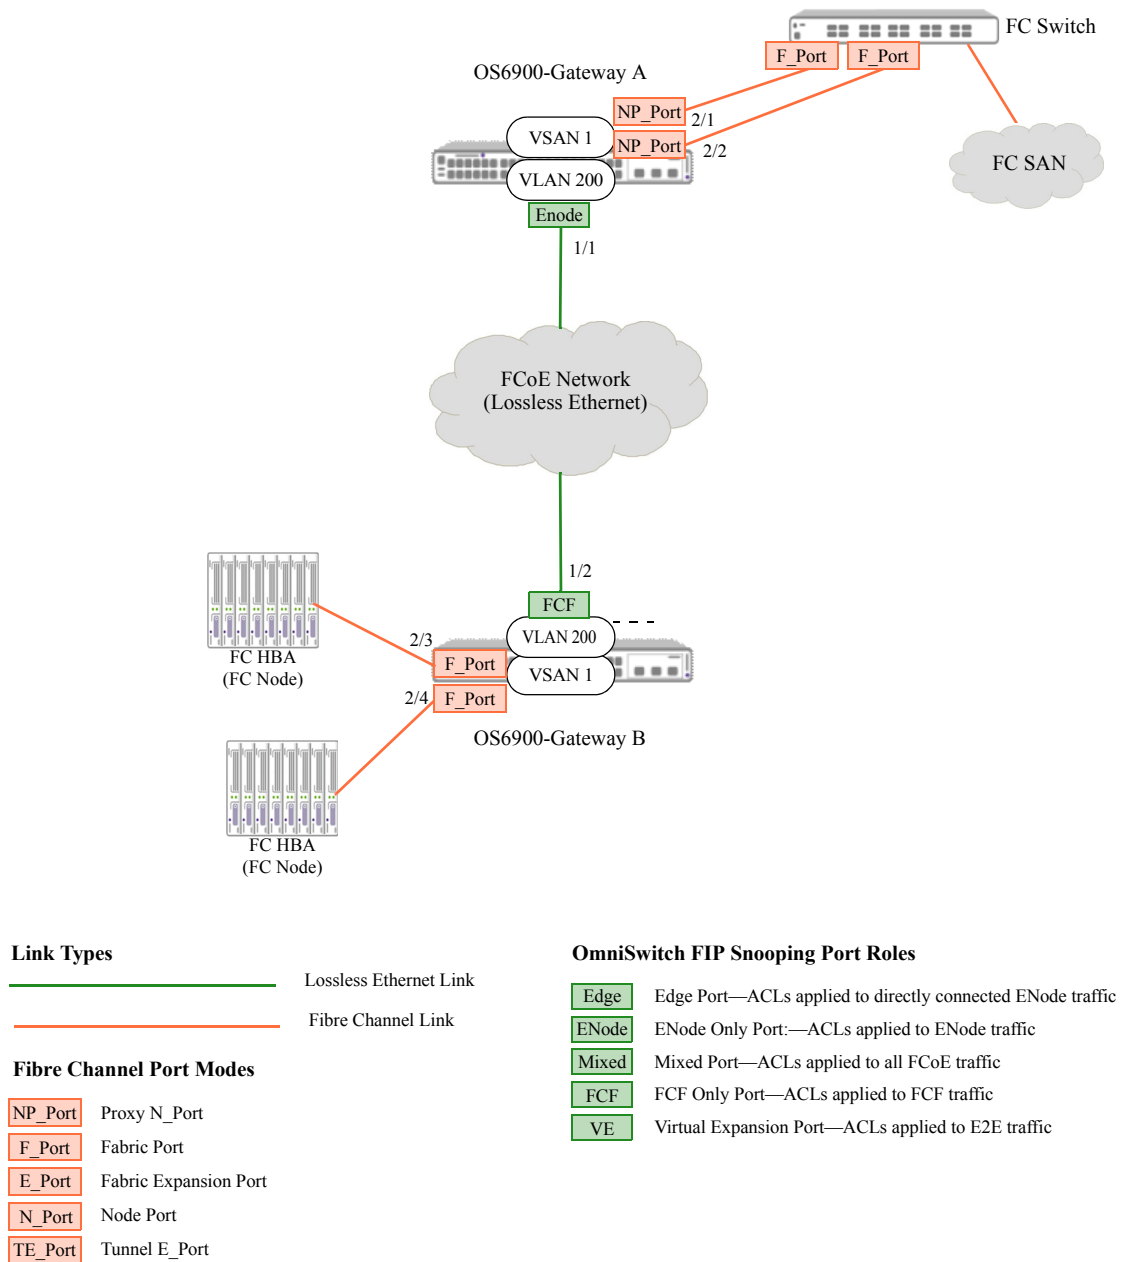 FC Switch
F_Port
F_Port
OS6900-Gateway A
NP_Port
2/1
VSAN 1
NP_Port
2/2
FC SAN
VLAN 200
Enode
1/1
FCoE Network
(Lossless Ethernet)
1/2
FCF
VLAN 200
2/3
F_Port
FC HBA
(FC Node)
VSAN 1
2/4
F_Port
OS6900-Gateway B
FC HBA
(FC Node)
Link Types
Lossless Ethernet Link
Fibre Channel Link
Fibre Channel Port Modes
NP_Port Proxy N_Port
F_Port Fabric Port
E_Port Fabric Expansion Port
N_Port Node Port
TE_Port Tunnel E_Port
OmniSwitch FIP Snooping Port Roles
Edge Edge Port—ACLs applied to directly connected ENode traffic
ENode ENode Only Port:—ACLs applied to ENode traffic
Mixed Mixed Port—ACLs applied to all FCoE traffic
FCF FCF Only Port—ACLs applied to FCF traffic
VE Virtual Expansion Port—ACLs applied to E2E traffic